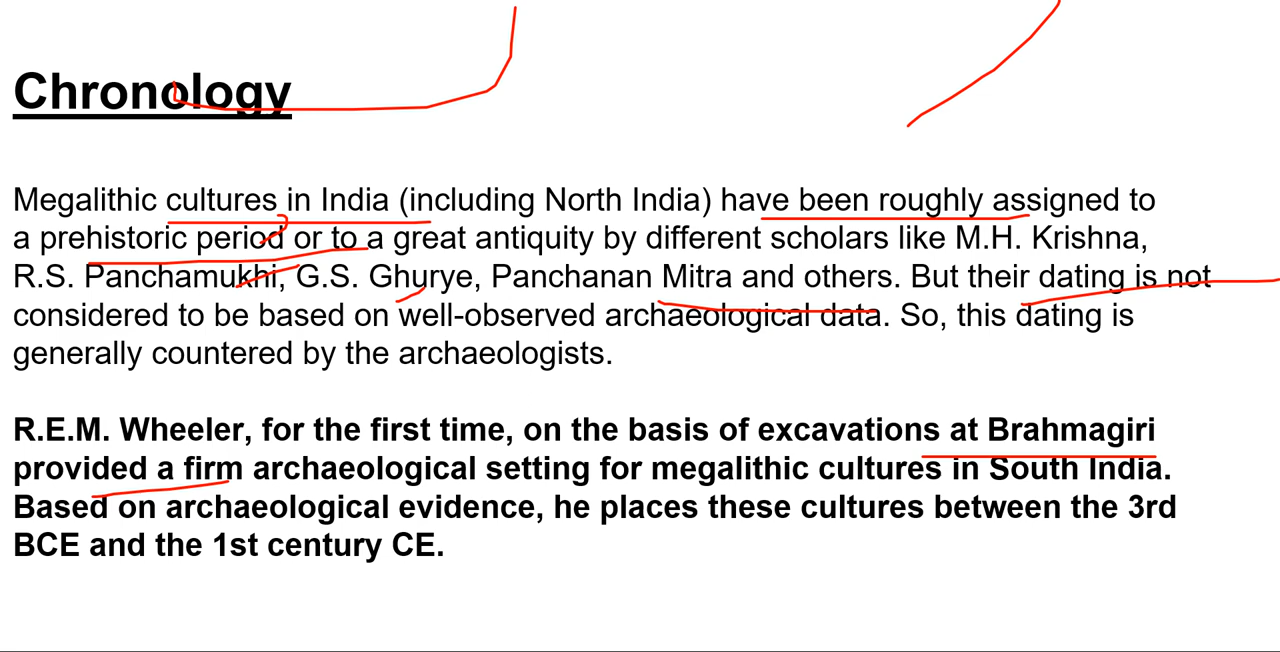 Chronology
Megalithic cultures in India (including North India) have been roughly assigned to
a prehistoric period or to a great antiquity by different scholars like M.H. Krishna,
R.S. Panchamukhi, G.S. Ghurye, Panchanan Mitra and others. But their dating is not
considered to be based on well-observed archaeological data. So, this dating is
generally countered by the archaeologists.
R.E.M. Wheeler, for the first time, on the basis of excavations at Brahmagiri
provided a firm archaeological setting for megalithic cultures in South India.
Based on archaeological evidence, he places these cultures between the 3rd
BCE and the 1st century CE.